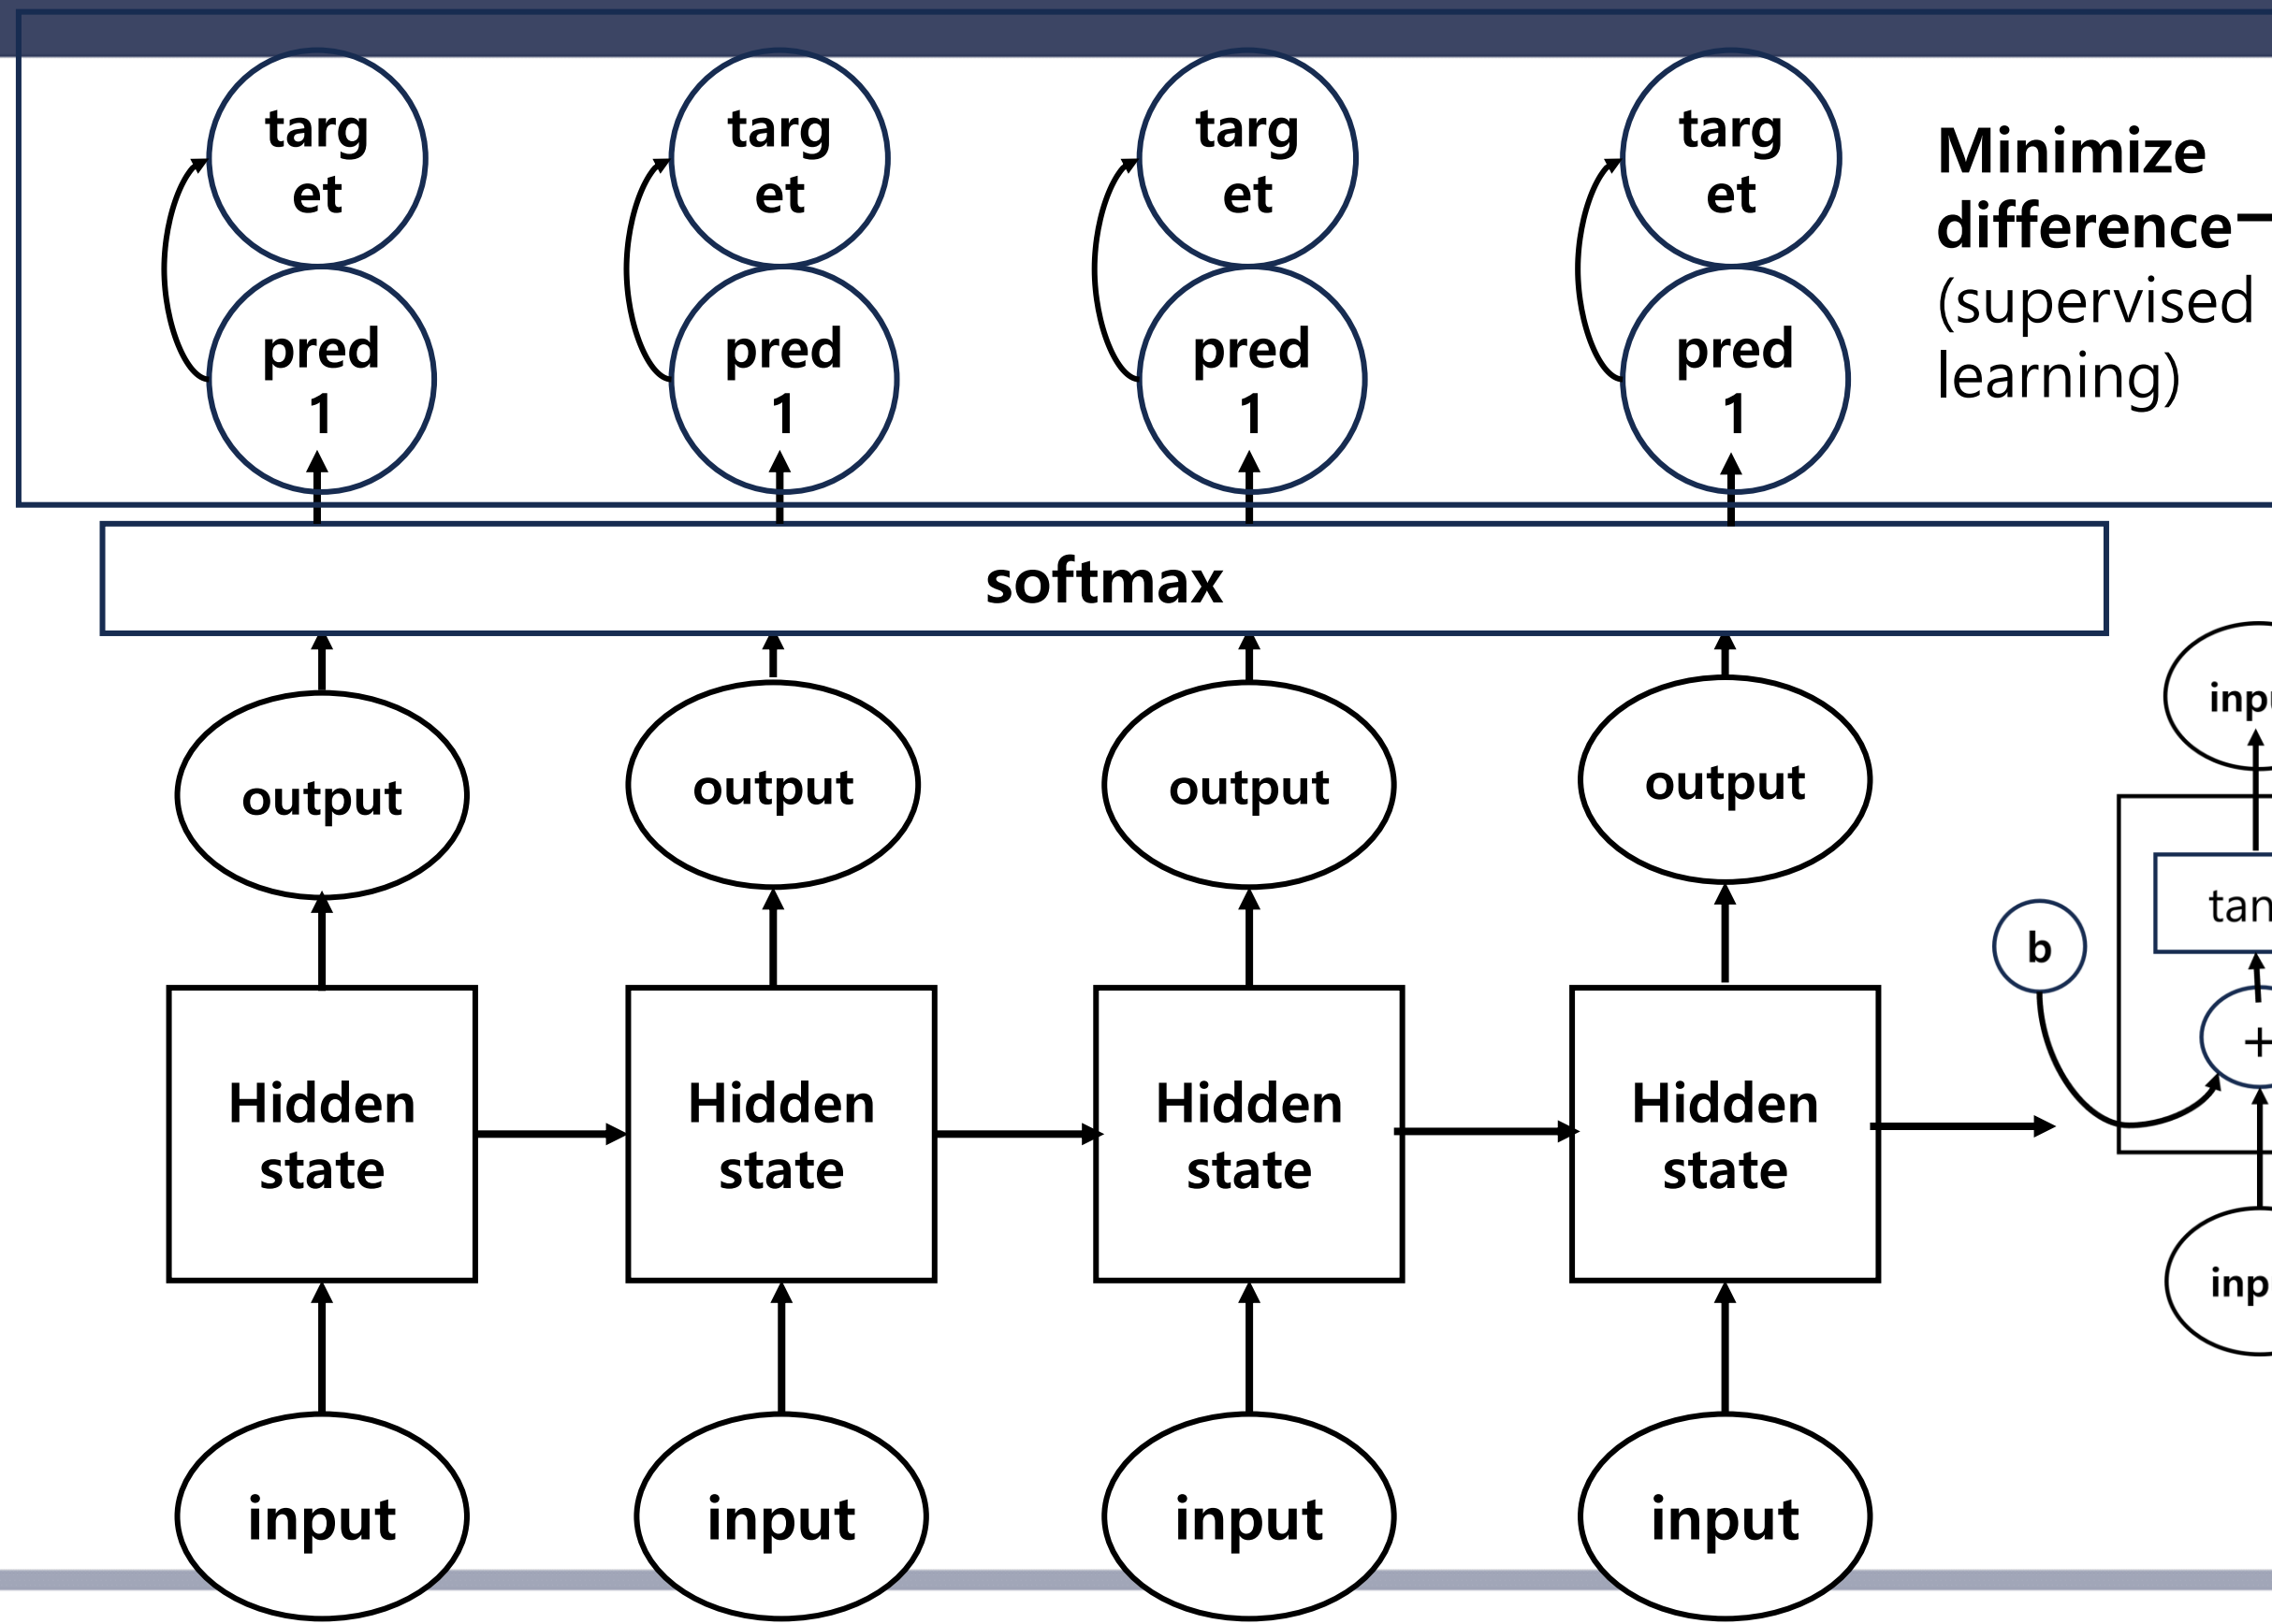 targ
et
targ
et
targ
et
targ
et
Minimize
difference
(supervised
learning)
pred
1
pred
1
pred
1
pred
1
softmax
output
output
output
output
b
+
Hidden
state
Hidden
state
Hidden
state
Hidden
state
input
input
input
input